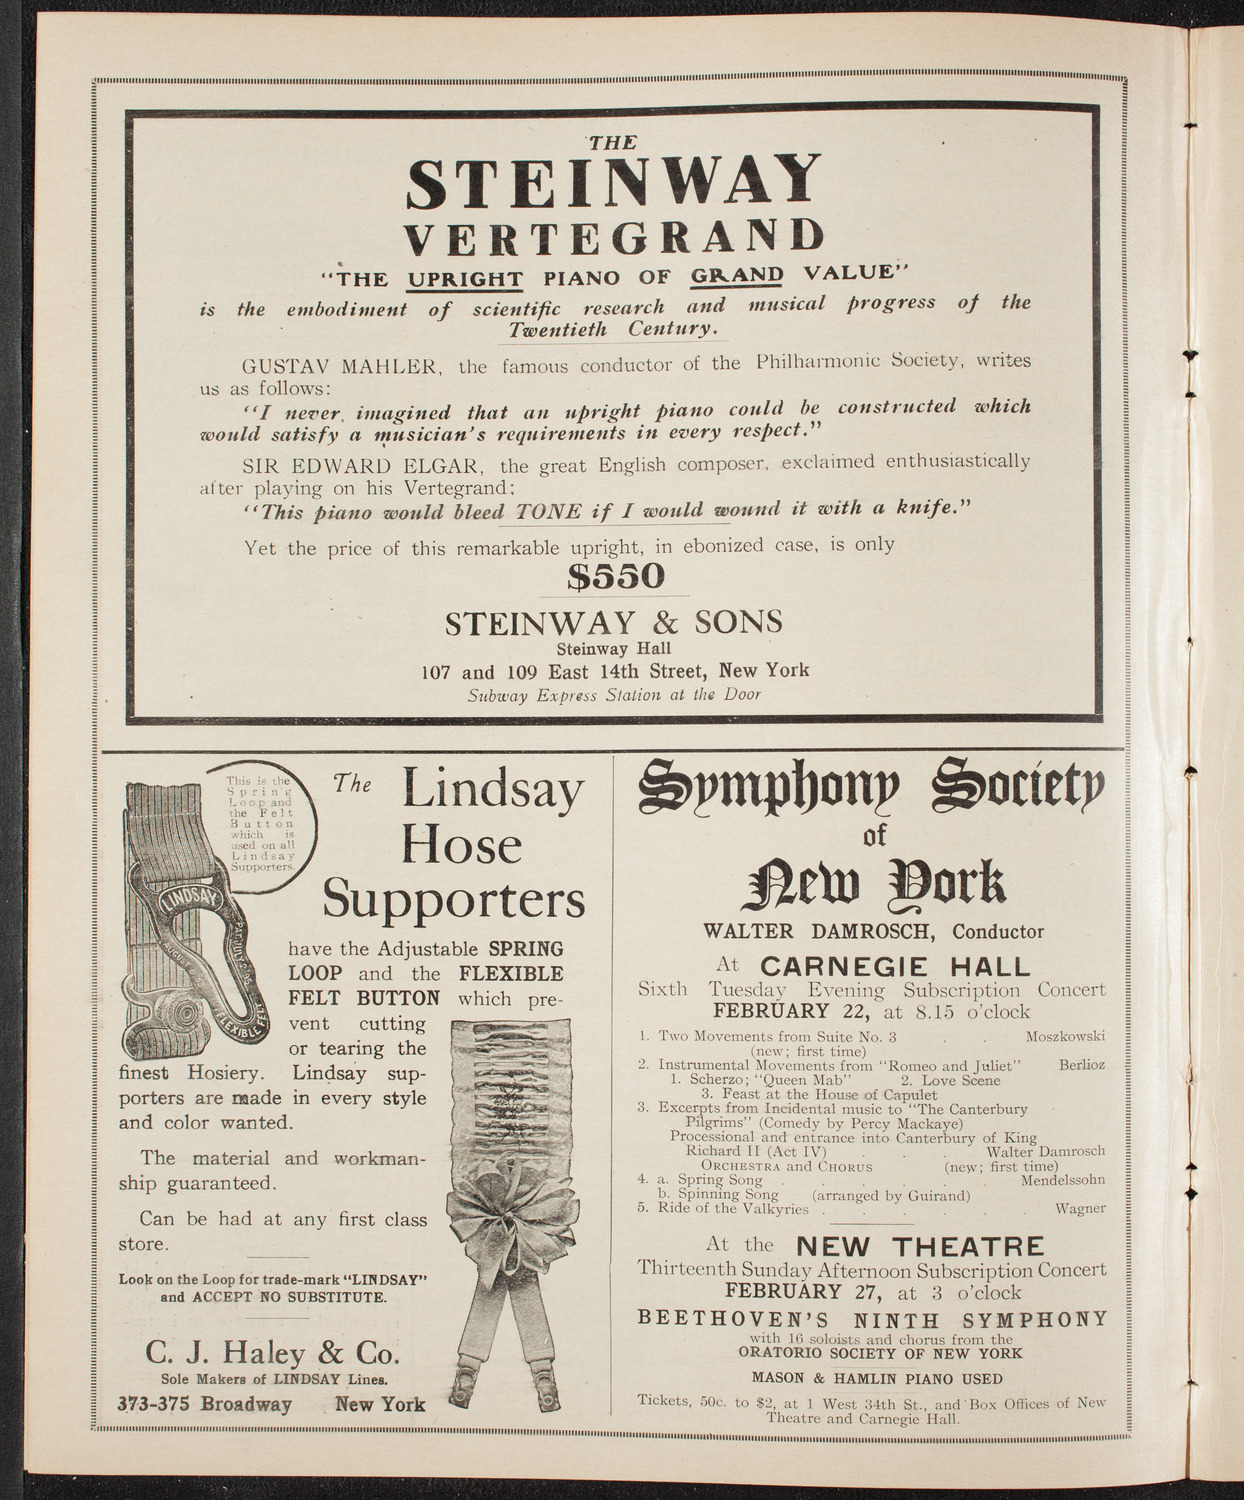 THE
STEINWAY
VERTEGRAND
"THE UPRIGHT PIANO OF GRAND VALUE"
is the embodiment of scientific research and musical progress of the
Twentieth Century.
GUSTAV MAHLER, the famous conductor of the Philharmonic Society, writes
us as follows:
"I never imagined that an upright piano could be constructed which
would satisfy a musician's requirements in every respect."
SIR EDWARD ELGAR, the great English composer, exclaimed enthusiastically
after playing on his Vertegrand:
"This piano would bleed TONE if I would wound it with a knife."
Yet the price of this remarkable upright, in ebonized case, is only
$550
STEINWAY & SONS
Steinway Hall
107 and 109 East 14th Street, New York
Subway Express Station at the Door
This is the
Spring
Loop and
the Felt
Button
which is
used on all
Lindsay
Supporters.
LINDSAY
FLEXIBLE FELT
The Lindsay
Hose
Supporters
have the Adjustable SPRING
LOOP and the FLEXIBLE
FELT BUTTON which pre-
vent cutting
or tearing the
finest Hosiery. Lindsay sup-
porters are made in every style
and color wanted.
The material and workman-
ship guaranteed.
Can be had at any first class
store.
Look on the Loop for trade-mark "LINDSAY"
and ACCEPT NO SUBSTITUTE.
C. J. Haley & Co.
Sole Makers of LINDSAY Lines.
373-375 Broadway New York
Symphony Society
of
New York
WALTER DAMROSCH, Conductor
At CARNEGIE HALL
Sixth Tuesday Evening Subscription Concert
FEBRUARY 22, at 8.15 o'clock
1. Two Movements from Suite No. 3 . . Moszkowski
(new; first time)
2. Instrumental Movements from "Romeo and Juliet" Berlioz
1. Scherzo; "Queen Mab" 2. Love Scene
3. Feast at the House of Capulet
3. Excerpts from Incidental music to "The Canterbury
Pilgrims" (Comedy by Percy Mackaye)
Processional and entrance into Canterbury of King
Richard II (Act IV) . . . Walter Damrosch
ORCHESTRA and CHORUS (new; first time)
4. a. Spring Song . . . . . . Mendelssohn
b. Spinning Song (arranged by Guirand)
5. Ride of the Valkyries . . . . . Wagner
At the NEW THEATRE
Thirteenth Sunday Afternoon Subscription Concert
FEBRUARY 27, at 3 o'clock
BEETHOVEN'S NINTH SYMPHONY
with 16 soloists and chorus from the
ORATORIO SOCIETY OF NEW YORK
MASON & HAMLIN PIANO USED
Tickets, 50c. to $2, at 1 West 34th St., and Box Offices of New
Theatre and Carnegie Hall.